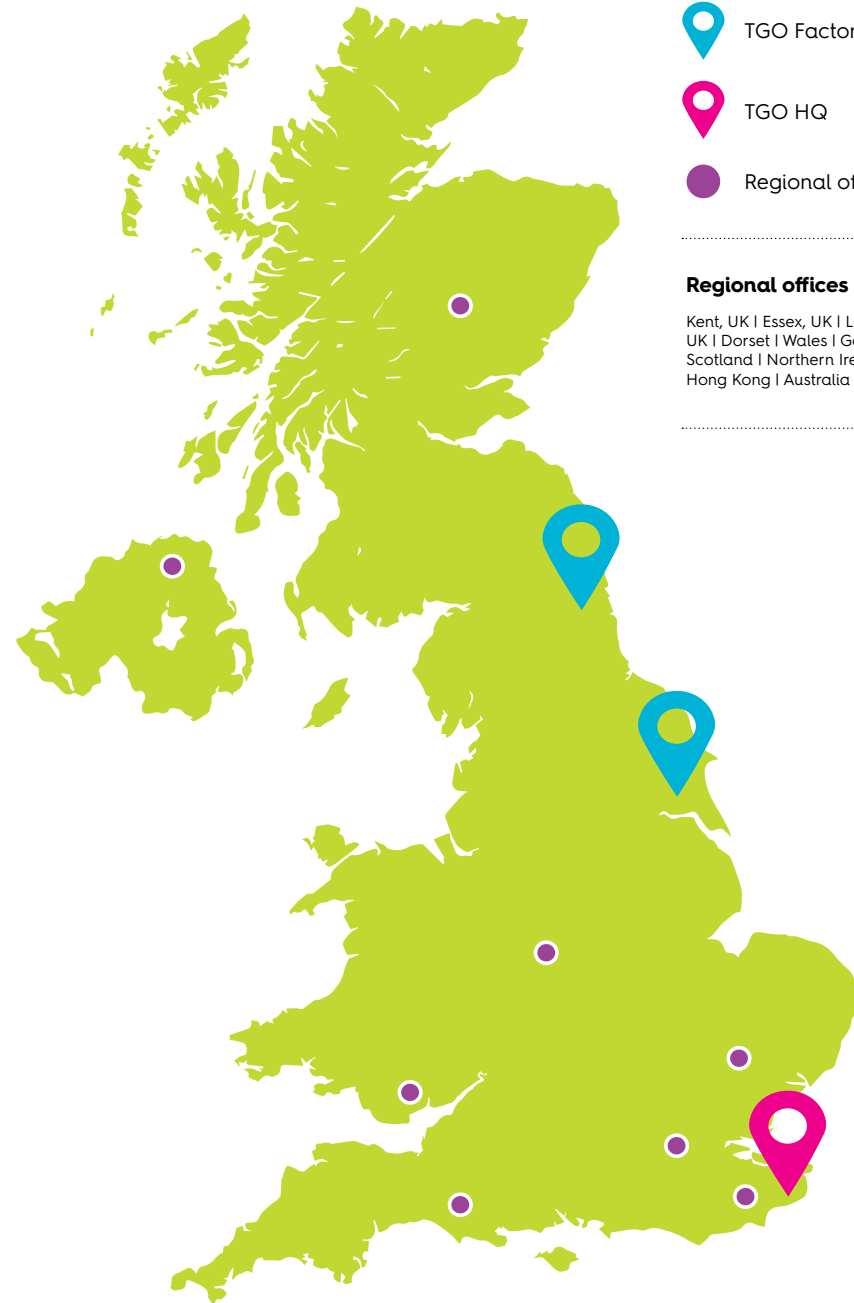 TGO Factor
TGO HQ
Regional of
Regional offices
Kent, UK | Essex, UK | L
UK | Dorset | Wales | G
Scotland | Northern Ire
Hong Kong | Australia